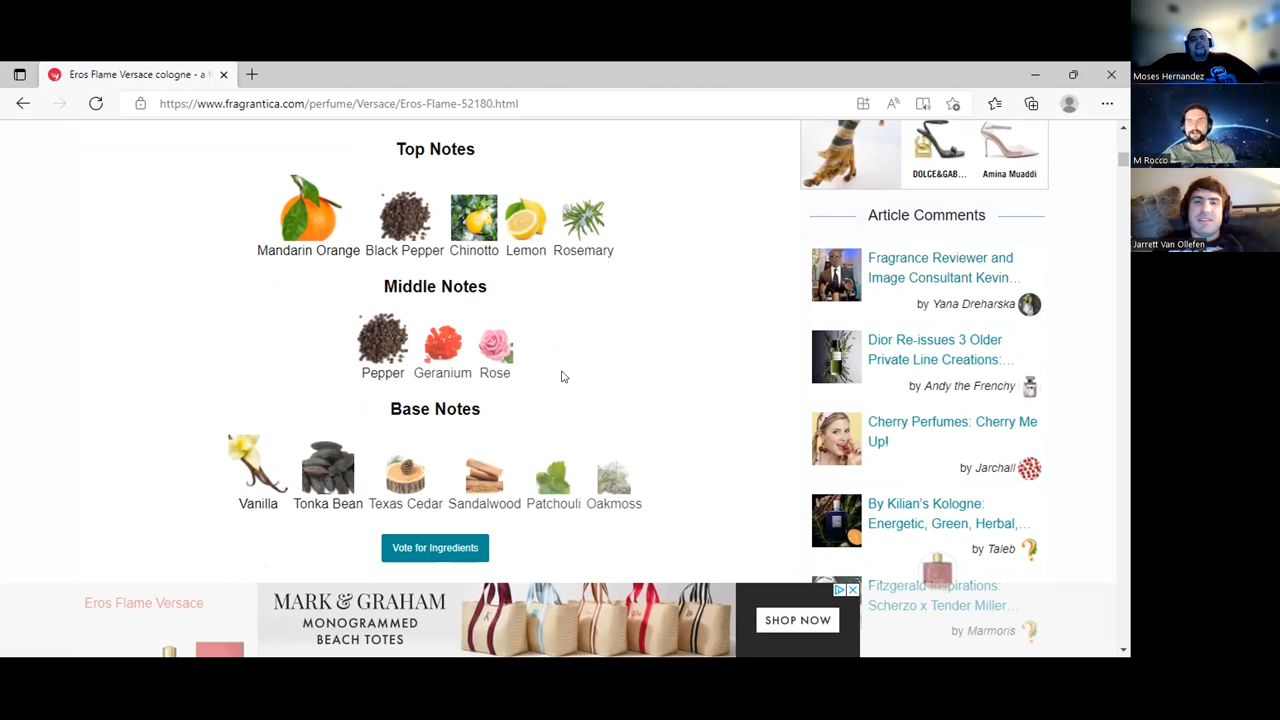 Eros Flame Versace cologne - a f
https://www.fragrantica.com/perfume/Versace/Eros-Flame-52180.html
Top Notes
Mandarin Orange
Black Pepper
Chinotto
Lemon
Rosemary
Middle Notes
Pepper
Geranium
Rose
Base Notes
Vanilla
Tonka Bean
Texas Cedar
Sandalwood
Patchouli
Oakmoss
Vote for Ingredients
Eros Flame Versace
MARK & GRAHAM
MONOGRAMMED
BEACH TOTES
SHOP NOW
DOLCE&GAB...
Amina Muaddi
Article Comments
Fragrance Reviewer and
Image Consultant Kevin...
by Yana Dreharska
Dior Re-issues 3 Older
Private Line Creations:...
by Andy the Frenchy
Cherry Perfumes: Cherry Me
Up!
by Jarchall
By Kilian’s Kologne:
Energetic, Green, Herbal,...
by Taleb
Fitzgerald Inspirations:
Scherzo x Tender Miller...
by Marmoris
Moses Hernandez
M Rocco
Jarrett Van Ollefen